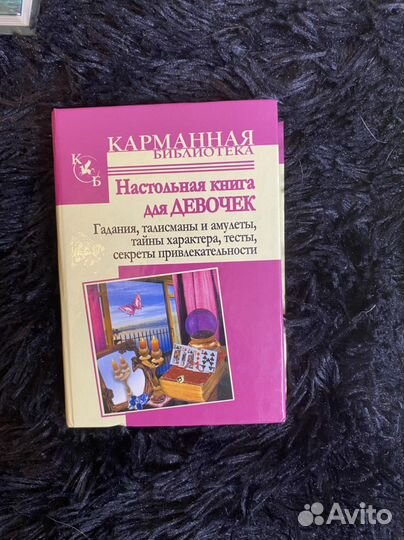 КАРМАННАЯ
БИБЛИОТЕКА
К
Б
Настольная книга
для ДЕВОЧЕК
Гадания, талисманы и амулеты,
тайны характера, тесты,
секреты привлекательности
Avito